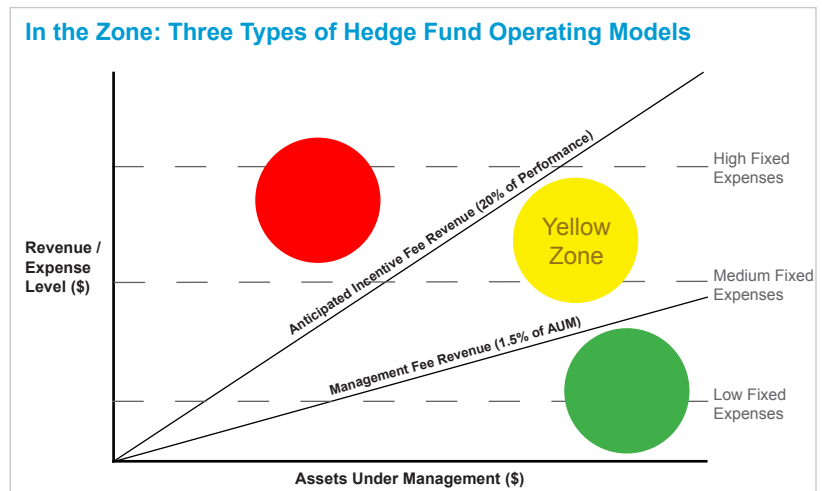 In the Zone: Three Types of Hedge Fund Operating Models
High Fixed
Expenses
Anticipated Incentive Fee Revenue (20% of Performance)
Yellow
Zone
Revenue /
Expense
Level ($)
Medium Fixed
Expenses
Management Fee Revenue (1.5% of AUM)
Low Fixed
Expenses
Assets Under Management ($)